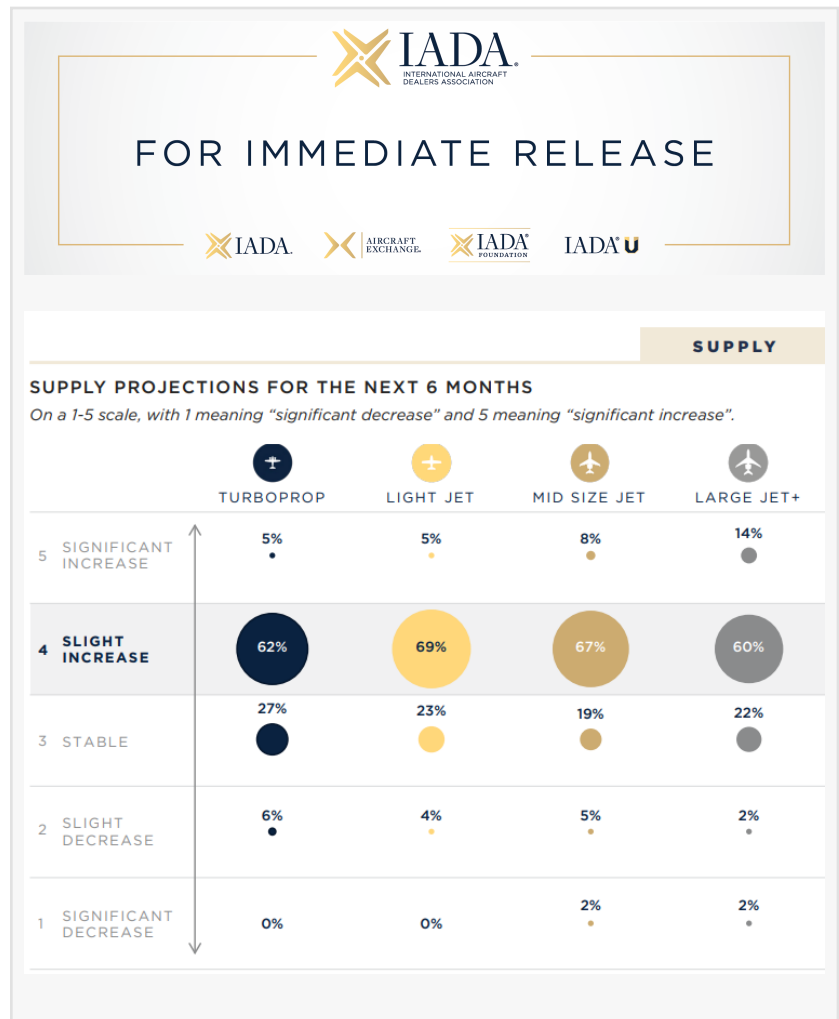 IADA®
INTERNATIONAL AIRCRAFT
DEALERS ASSOCIATION
FOR IMMEDIATE RELEASE
IADA. AIRCRAFT EXCHANGE. IADA® FOUNDATION IADA® U
SUPPLY
SUPPLY PROJECTIONS FOR THE NEXT 6 MONTHS
On a 1-5 scale, with 1 meaning “significant decrease” and 5 meaning “significant increase”.
TURBOPROP LIGHT JET MID SIZE JET LARGE JET+
5 SIGNIFICANT INCREASE 5% 5% 8% 14%
4 SLIGHT INCREASE 62% 69% 67% 60%
3 STABLE 27% 23% 19% 22%
2 SLIGHT DECREASE 6% 4% 5% 2%
1 SIGNIFICANT DECREASE 0% 0% 2% 2%